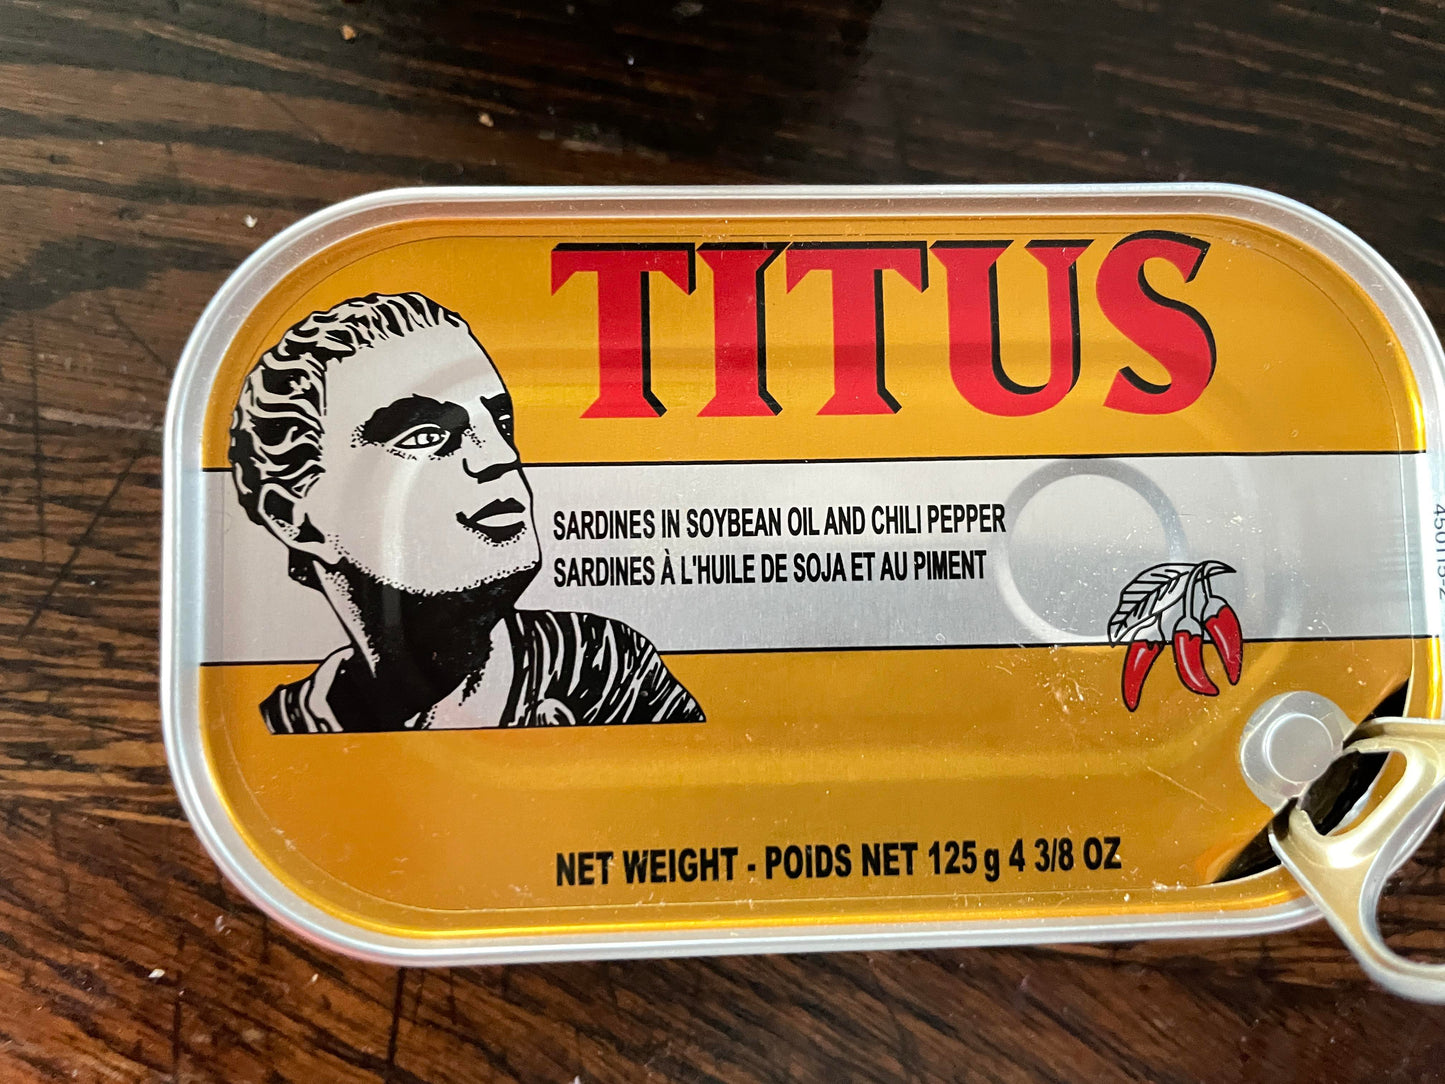 TITUS
SARDINES IN SOYBEAN OIL AND CHILI PEPPER
SARDINES À L'HUILE DE SOJA ET AU PIMENT
NET WEIGHT - POIDS NET 125 g 4 3/8 OZ